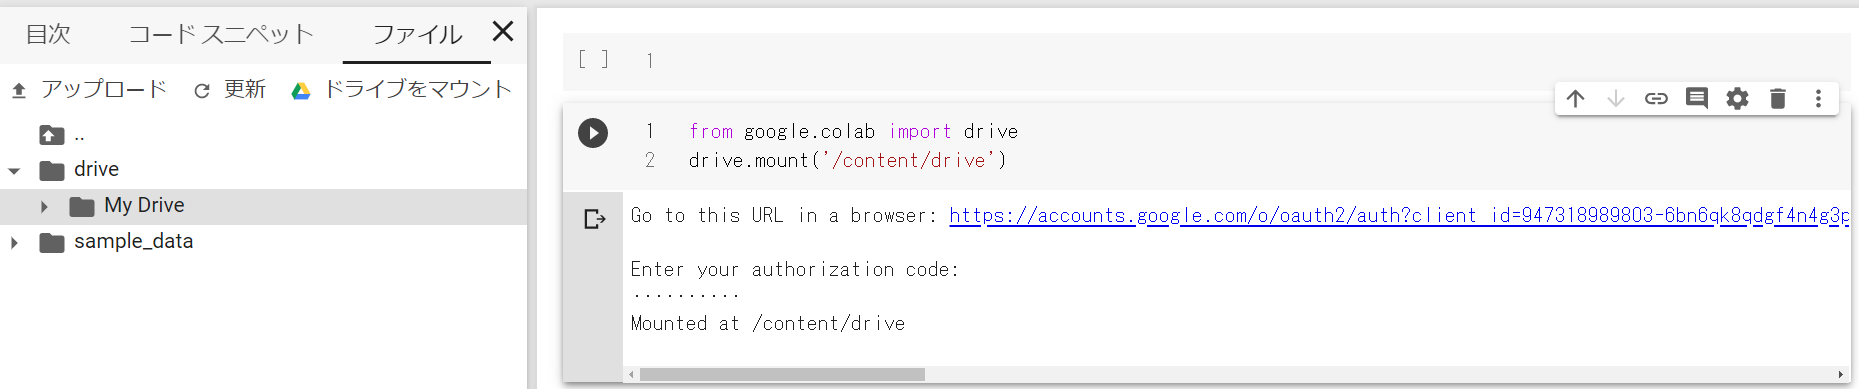 目次 コード スニペット ファイル
アップロード 更新 ドライブをマウント
..
drive
My Drive
sample_data
[ ] 1
1 from google.colab import drive
2 drive.mount('/content/drive')
Go to this URL in a browser: https://accounts.google.com/o/oauth2/auth?client_id=947318989803-6bn6qk8qdgf4n4g3p
Enter your authorization code:
··········
Mounted at /content/drive